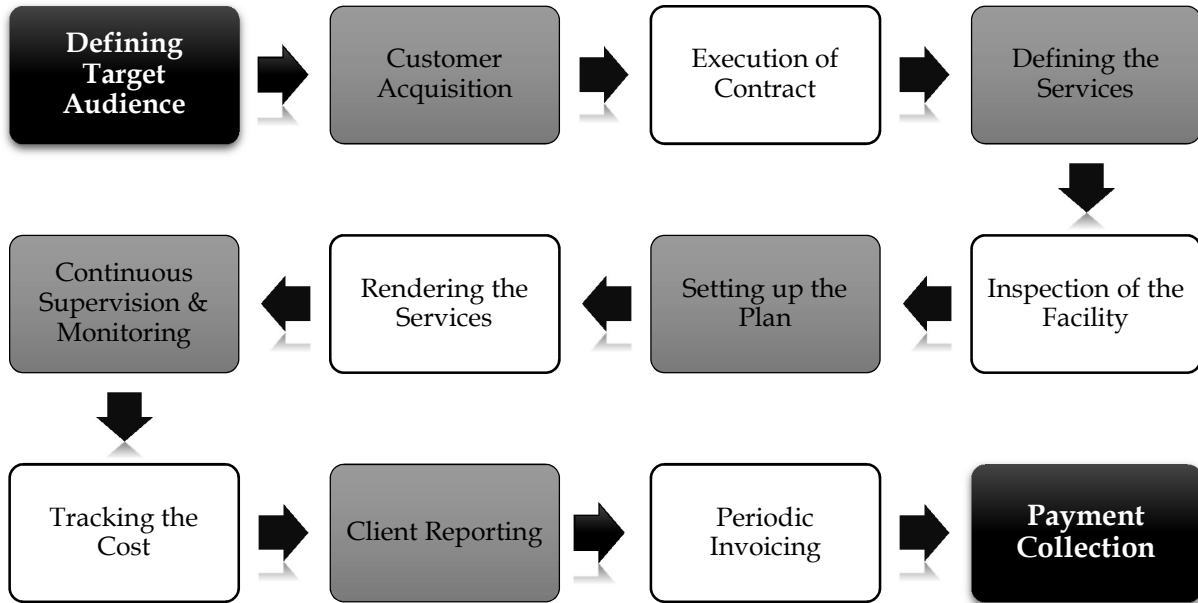 Defining
Target
Audience
Customer
Acquisition
Execution of
Contract
Defining the
Services
Inspection of the
Facility
Setting up the
Plan
Rendering the
Services
Continuous
Supervision &
Monitoring
Tracking the
Cost
Client Reporting
Periodic
Invoicing
Payment
Collection